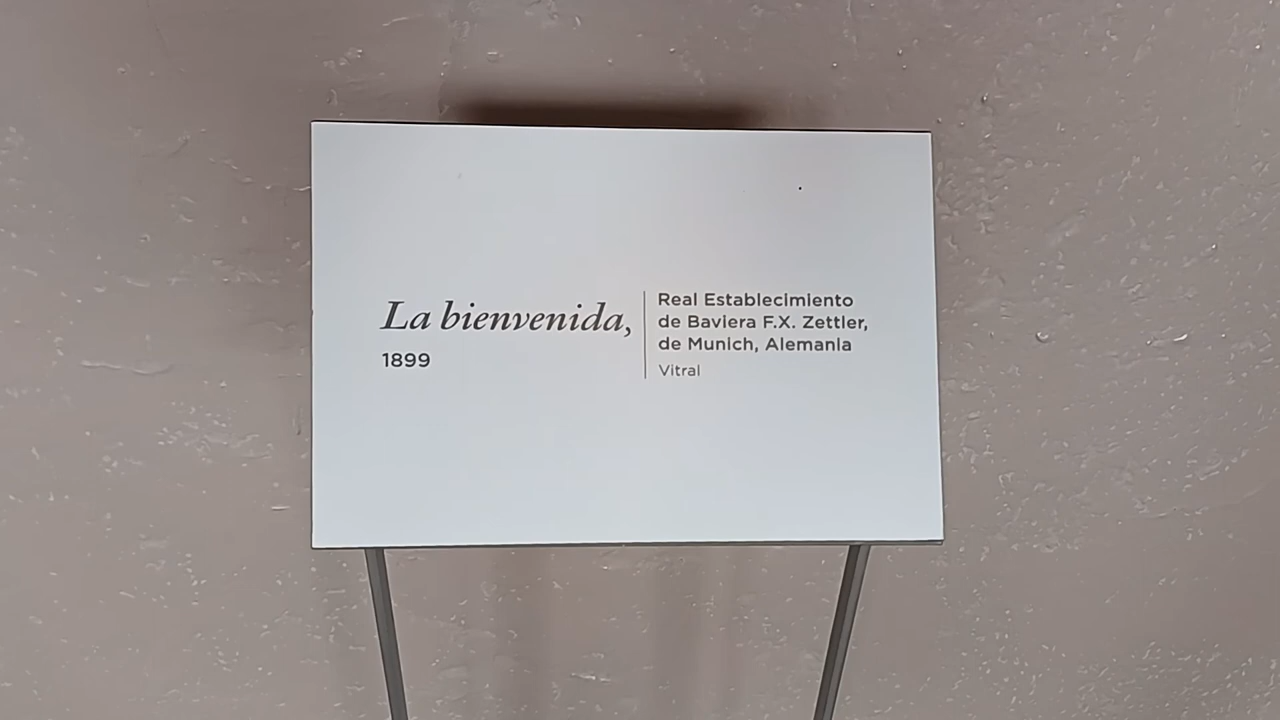 La bienvenida,
1899
Real Establecimiento
de Baviera F.X. Zettler,
de Munich, Alemania
Vitral